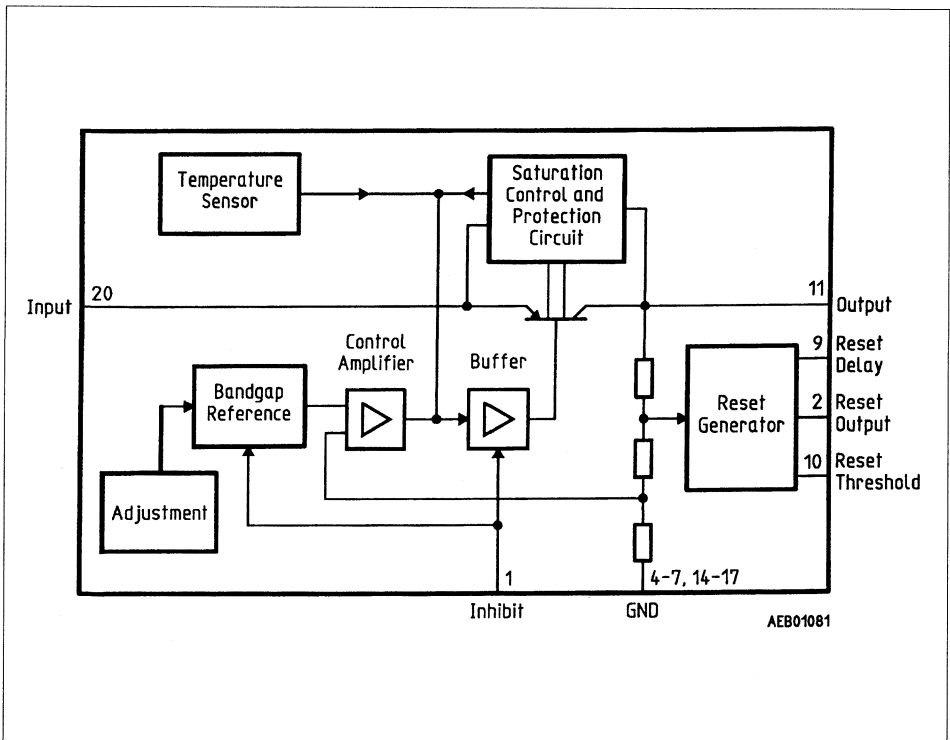 Temperature
Sensor
Saturation
Control and
Protection
Circuit
Input
20
11
Output
Control
Amplifier
Buffer
Bandgap
Reference
Reset
Generator
9
Reset
Delay
2
Reset
Output
10
Reset
Threshold
Adjustment
1
Inhibit
4-7, 14-17
GND
AEB01081